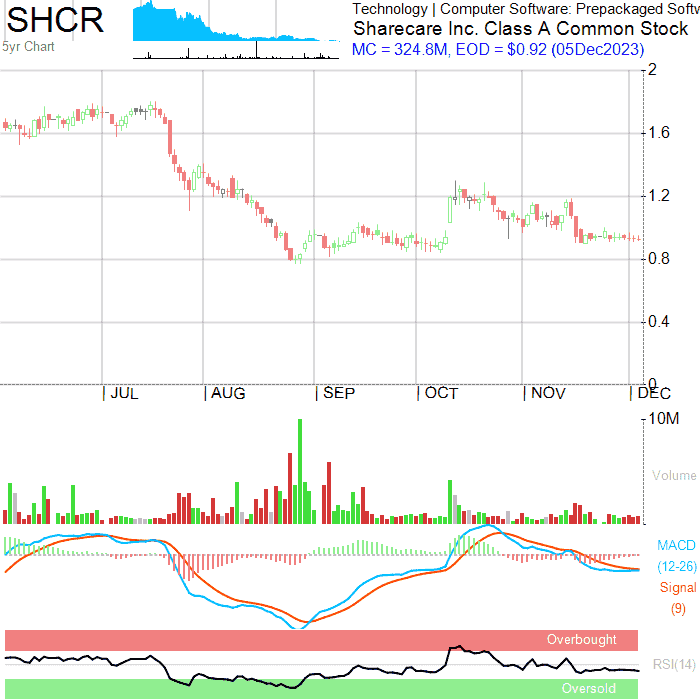 SHCR
5yr Chart
Technology | Computer Software: Prepackaged Softw
Sharecare Inc. Class A Common Stock
MC = 324.8M, EOD = $0.92 (05Dec2023)
2
1.6
1.2
0.8
0.4
0
| JUL | AUG | SEP | OCT | NOV | DEC
10M
Volume
MACD
(12-26)
Signal
(9)
Overbought
RSI(14)
Oversold